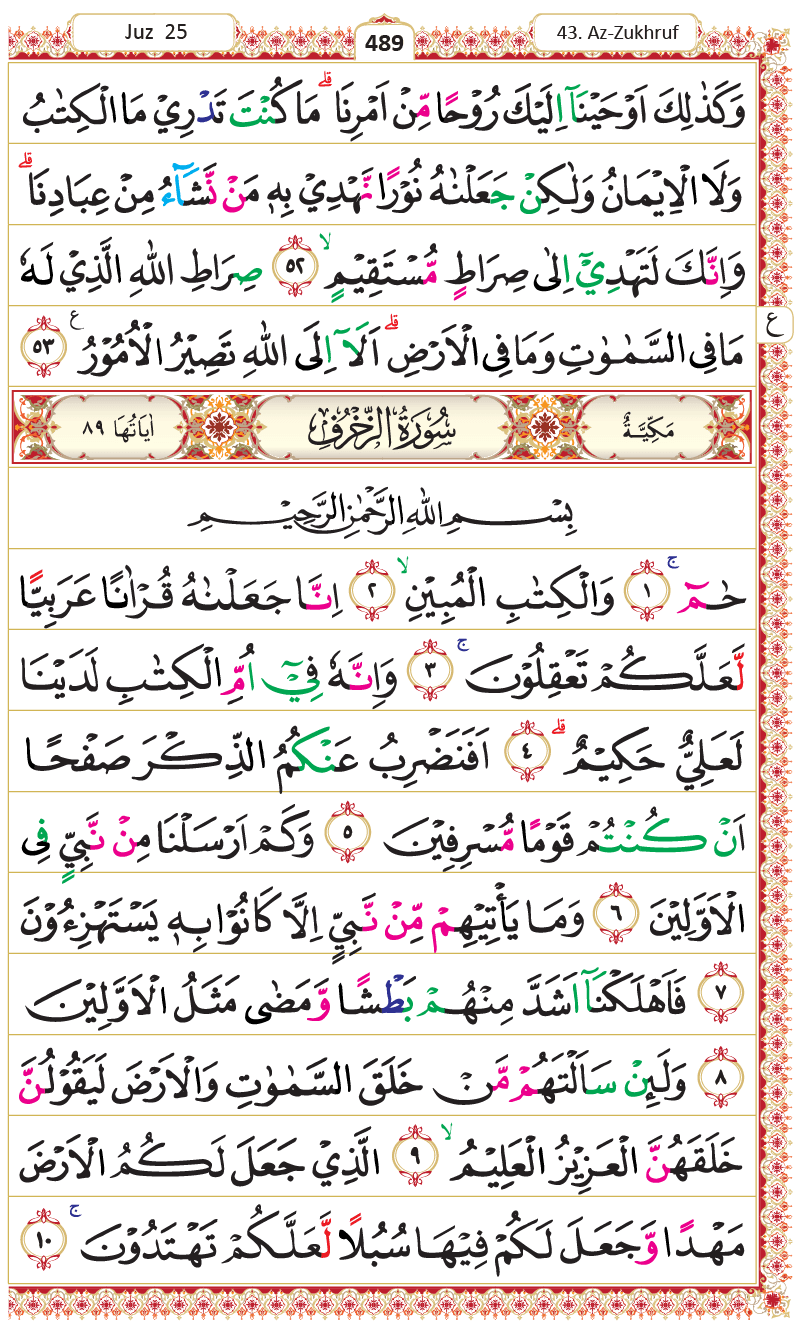 Juz 25
489
43. Az-Zukhruf
وَكَذٰلِكَ اَوْحَيْنَآ اِلَيْكَ رُوْحًا مِّنْ اَمْرِنَا ۗ مَا كُنْتَ تَدْرِيْ مَا الْكِتٰبُ
وَلَا الْاِيْمَانُ وَلٰكِنْ جَعَلْنٰهُ نُوْرًا نَّهْدِيْ بِهٖ مَنْ نَّشَاۤءُ مِنْ عِبَادِنَا ۗ
وَاِنَّكَ لَتَهْدِيْٓ اِلٰى صِرَاطٍ مُّسْتَقِيْمٍ ۙ ٥٢ صِرَاطِ اللّٰهِ الَّذِيْ لَهٗ
مَا فِى السَّمٰوٰتِ وَمَا فِى الْاَرْضِ ۗ اَلَآ اِلَى اللّٰهِ تَصِيْرُ الْاُمُوْرُ ࣖ ٥٣
ع
مَكِّيَّةٌ سُوْرَةُ الزُّخْرُفِ اٰيَاتُهَا ٨٩
بِسْمِ اللّٰهِ الرَّحْمٰنِ الرَّحِيْمِ
حٰمۤ ۚ ١ وَالْكِتٰبِ الْمُبِيْنِ ۙ ٢ اِنَّا جَعَلْنٰهُ قُرْاٰنًا عَرَبِيًّا
لَّعَلَّكُمْ تَعْقِلُوْنَ ۚ ٣ وَاِنَّهٗ فِيْٓ اُمِّ الْكِتٰبِ لَدَيْنَا
لَعَلِيٌّ حَكِيْمٌ ۗ ٤ اَفَنَضْرِبُ عَنْكُمُ الذِّكْرَ صَفْحًا
اَنْ كُنْتُمْ قَوْمًا مُّسْرِفِيْنَ ٥ وَكَمْ اَرْسَلْنَا مِنْ نَّبِيٍّ فِى
الْاَوَّلِيْنَ ٦ وَمَا يَأْتِيْهِمْ مِّنْ نَّبِيٍّ اِلَّا كَانُوْا بِهٖ يَسْتَهْزِءُوْنَ
٧ فَاَهْلَكْنَآ اَشَدَّ مِنْهُمْ بَطْشًا وَّمَضٰى مَثَلُ الْاَوَّلِيْنَ
٨ وَلَىِٕنْ سَاَلْتَهُمْ مَّنْ خَلَقَ السَّمٰوٰتِ وَالْاَرْضَ لَيَقُوْلُنَّ
خَلَقَهُنَّ الْعَزِيْزُ الْعَلِيْمُ ۙ ٩ الَّذِيْ جَعَلَ لَكُمُ الْاَرْضَ
مَهْدًا وَّجَعَلَ لَكُمْ فِيْهَا سُبُلًا لَّعَلَّكُمْ تَهْتَدُوْنَ ۚ ١٠